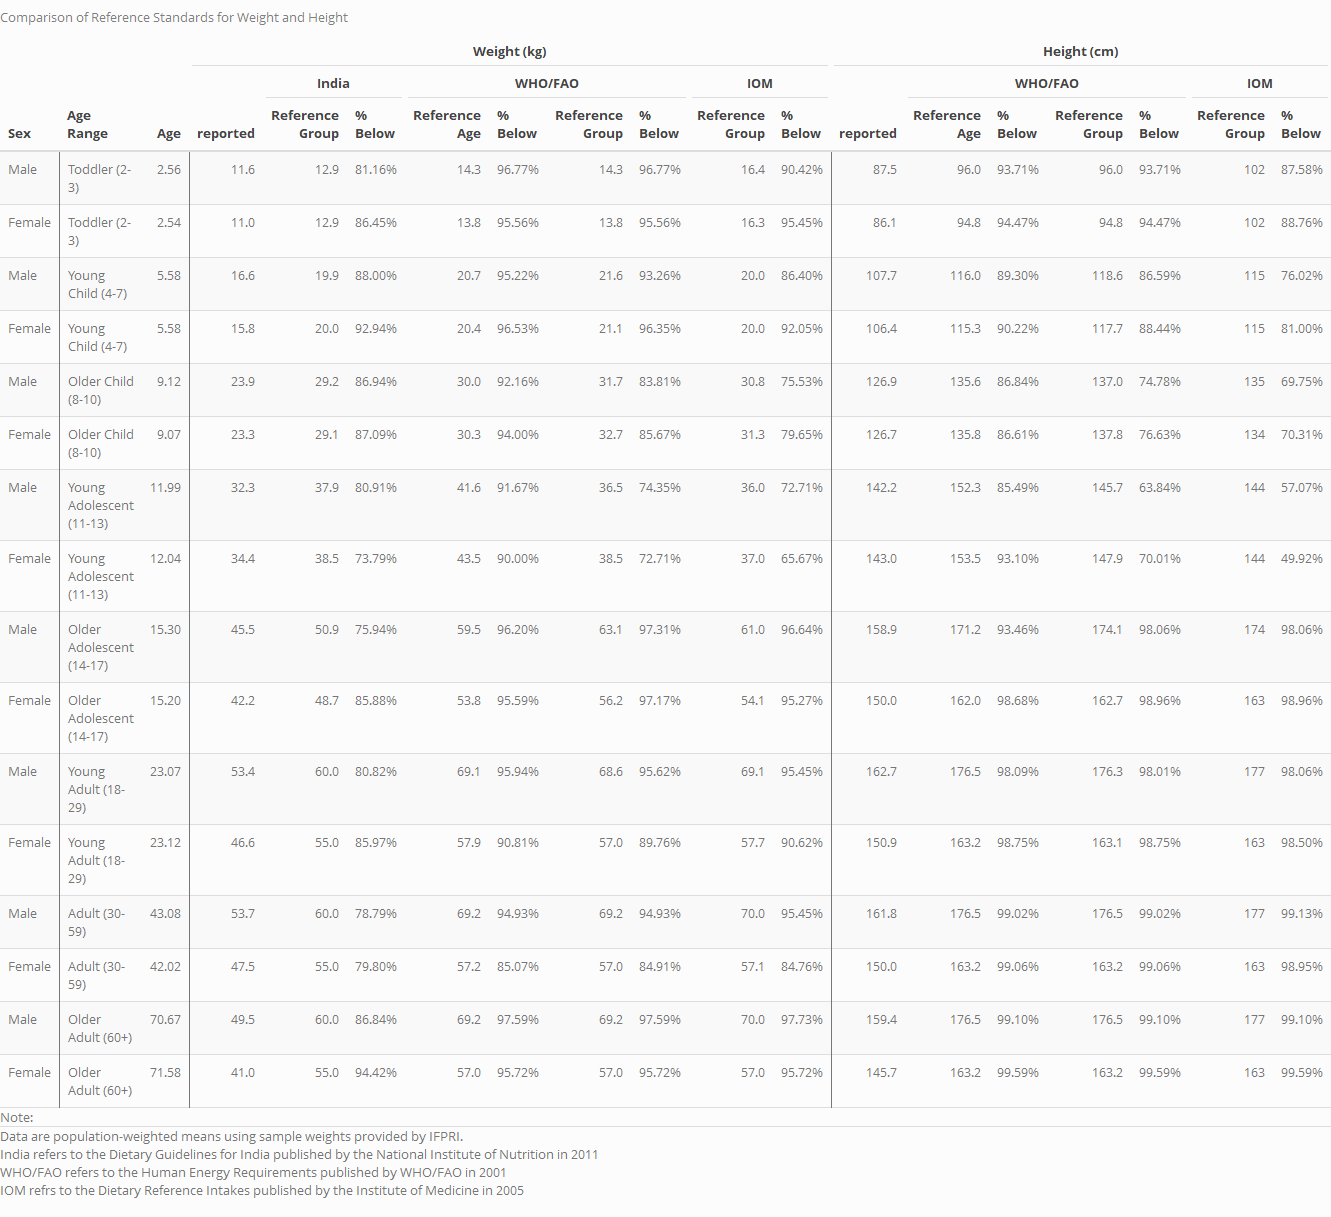 Comparison of Reference Standards for Weight and Height
Weight (kg) Height (cm)
India WHO/FAO IOM WHO/FAO IOM
Age Reference % Reference % Reference % Reference % Reference % Reference % Reference %
Sex Range Age reported Group Below Age Below Group Below Group Below reported Age Below Group Below Group Below
Male Toddler (2- 2.56 11.6 12.9 81.16% 14.3 96.77% 14.3 96.77% 16.4 90.42% 87.5 96.0 93.71% 96.0 93.71% 102 87.58%
3)
Female Toddler (2- 2.54 11.0 12.9 86.45% 13.8 95.56% 13.8 95.56% 16.3 95.45% 86.1 94.8 94.47% 94.8 94.47% 102 88.76%
3)
Male Young 5.58 16.6 19.9 88.00% 20.7 95.22% 21.6 93.26% 20.0 86.40% 107.7 116.0 89.30% 118.6 86.59% 115 76.02%
Child (4-7)
Female Young 5.58 15.8 20.0 92.94% 20.4 96.53% 21.1 96.35% 20.0 92.05% 106.4 115.3 90.22% 117.7 88.44% 115 81.00%
Child (4-7)
Male Older Child 9.12 23.9 29.2 86.94% 30.0 92.16% 31.7 83.81% 30.8 75.53% 126.9 135.6 86.84% 137.0 74.78% 135 69.75%
(8-10)
Female Older Child 9.07 23.3 29.1 87.09% 30.3 94.00% 32.7 85.67% 31.3 79.65% 126.7 135.8 86.61% 137.8 76.63% 134 70.31%
(8-10)
Male Young 11.99 32.3 37.9 80.91% 41.6 91.67% 36.5 74.35% 36.0 72.71% 142.2 152.3 85.49% 145.7 63.84% 144 57.07%
Adolescent
(11-13)
Female Young 12.04 34.4 38.5 73.79% 43.5 90.00% 38.5 72.71% 37.0 65.67% 143.0 153.5 93.10% 147.9 70.01% 144 49.92%
Adolescent
(11-13)
Male Older 15.30 45.5 50.9 75.94% 59.5 96.20% 63.1 97.31% 61.0 96.64% 158.9 171.2 93.46% 174.1 98.06% 174 98.06%
Adolescent
(14-17)
Female Older 15.20 42.2 48.7 85.88% 53.8 95.59% 56.2 97.17% 54.1 95.27% 150.0 162.0 98.68% 162.7 98.96% 163 98.96%
Adolescent
(14-17)
Male Young 23.07 53.4 60.0 80.82% 69.1 95.94% 68.6 95.62% 69.1 95.45% 162.7 176.5 98.09% 176.3 98.01% 177 98.06%
Adult (18-
29)
Female Young 23.12 46.6 55.0 85.97% 57.9 90.81% 57.0 89.76% 57.7 90.62% 150.9 163.2 98.75% 163.1 98.75% 163 98.50%
Adult (18-
29)
Male Adult (30- 43.08 53.7 60.0 78.79% 69.2 94.93% 69.2 94.93% 70.0 95.45% 161.8 176.5 99.02% 176.5 99.02% 177 99.13%
59)
Female Adult (30- 42.02 47.5 55.0 79.80% 57.2 85.07% 57.0 84.91% 57.1 84.76% 150.0 163.2 99.06% 163.2 99.06% 163 98.95%
59)
Male Older 70.67 49.5 60.0 86.84% 69.2 97.59% 69.2 97.59% 70.0 97.73% 159.4 176.5 99.10% 176.5 99.10% 177 99.10%
Adult (60+)
Female Older 71.58 41.0 55.0 94.42% 57.0 95.72% 57.0 95.72% 57.0 95.72% 145.7 163.2 99.59% 163.2 99.59% 163 99.59%
Adult (60+)
Note:
Data are population-weighted means using sample weights provided by IFPRI.
India refers to the Dietary Guidelines for India published by the National Institute of Nutrition in 2011
WHO/FAO refers to the Human Energy Requirements published by WHO/FAO in 2001
IOM refrs to the Dietary Reference Intakes published by the Institute of Medicine in 2005